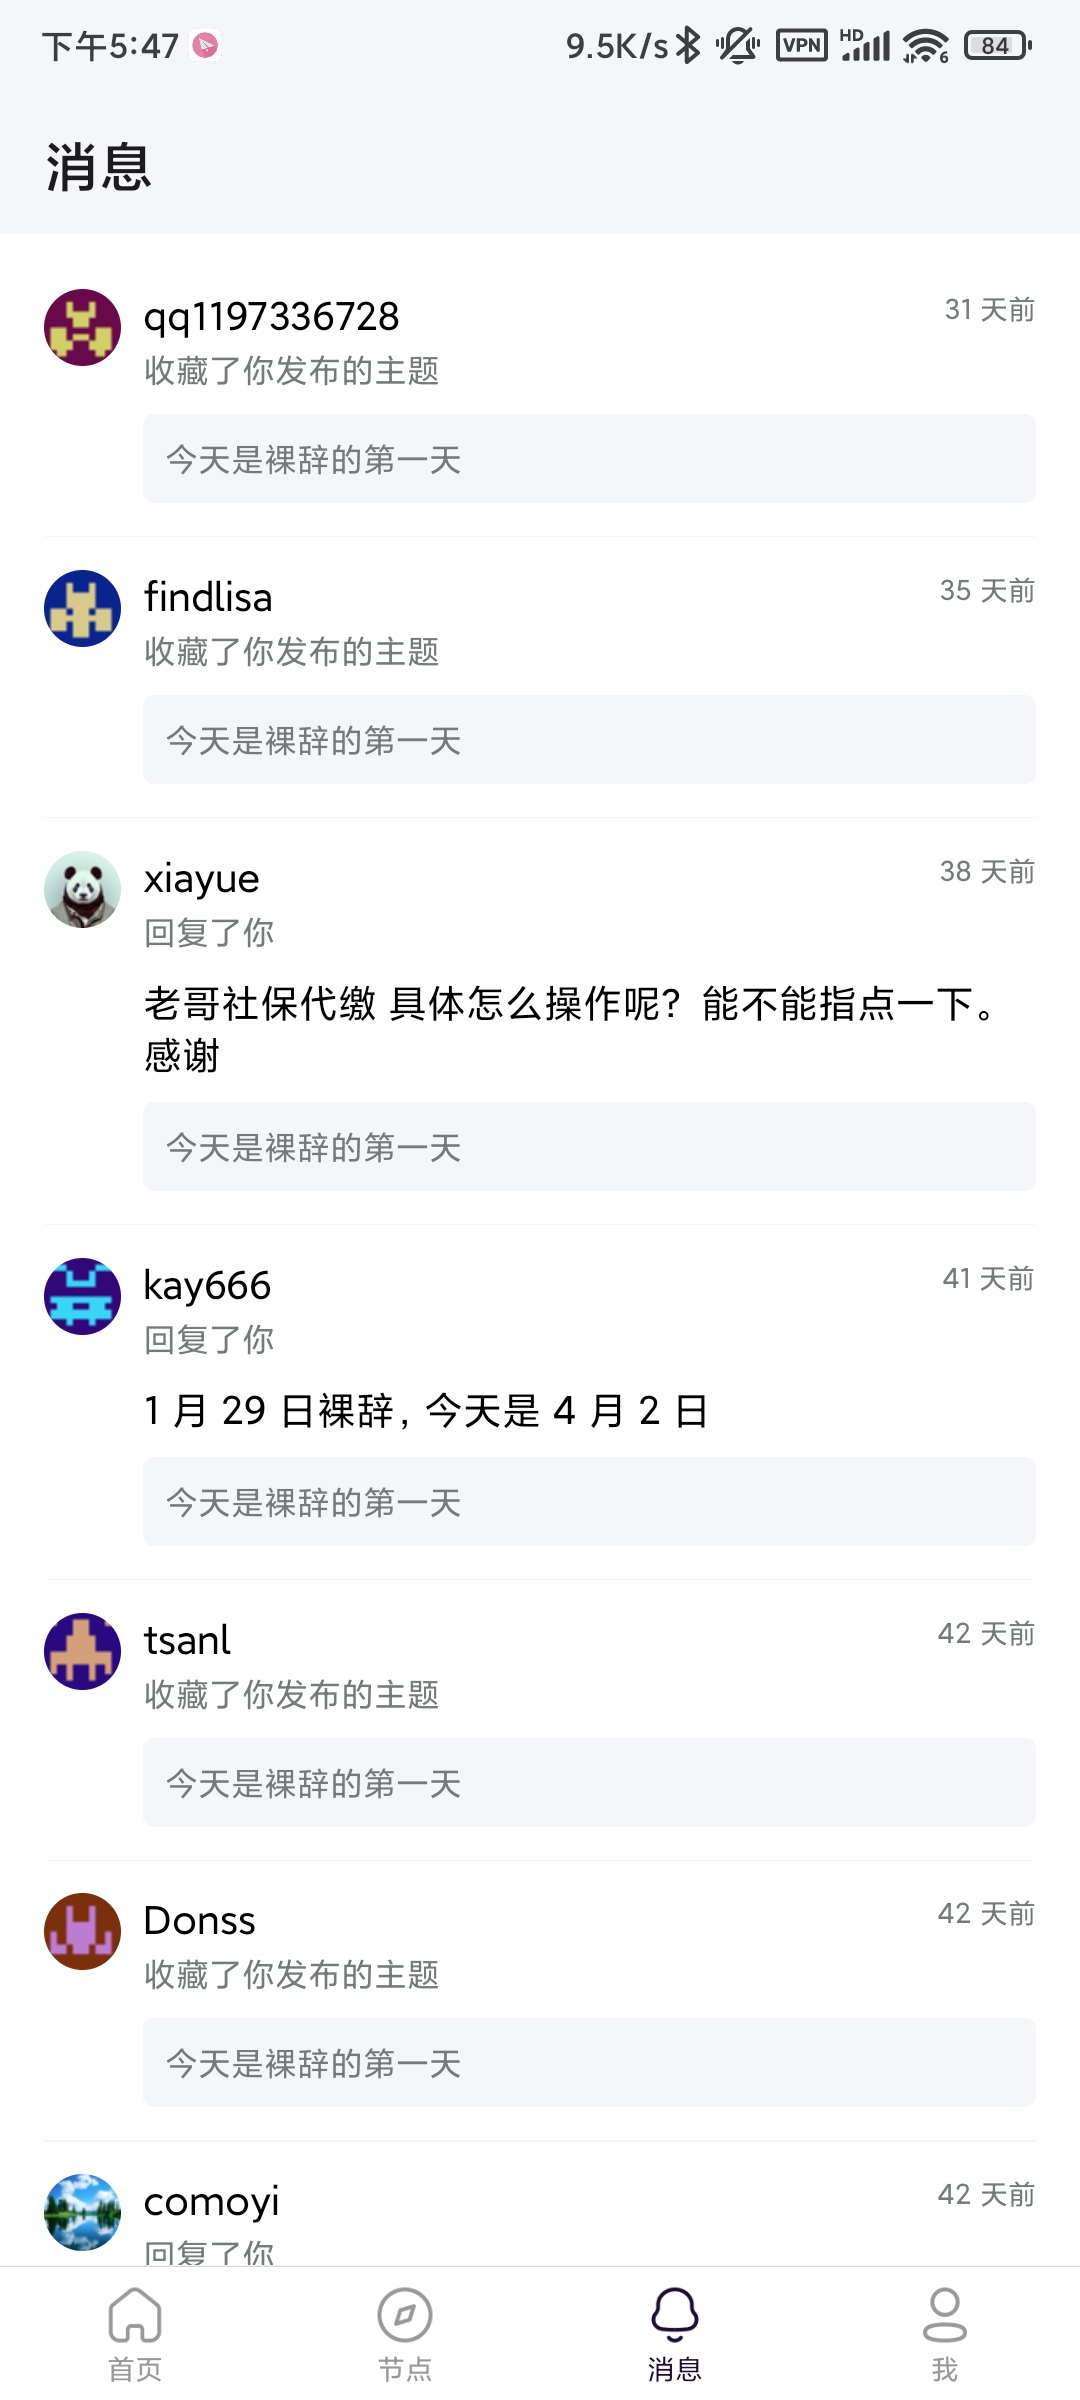 下午5:47
9.5K/s VPN HD 6 84
消息
qq1197336728
31 天前
收藏了你发布的主题
今天是裸辞的第一天
findlisa
35 天前
收藏了你发布的主题
今天是裸辞的第一天
xiayue
38 天前
回复了你
老哥社保代缴 具体怎么操作呢？能不能指点一下。
感谢
今天是裸辞的第一天
kay666
41 天前
回复了你
1 月 29 日裸辞，今天是 4 月 2 日
今天是裸辞的第一天
tsanl
42 天前
收藏了你发布的主题
今天是裸辞的第一天
Donss
42 天前
收藏了你发布的主题
今天是裸辞的第一天
comoyi
42 天前
回复了你
首页
节点
消息
我